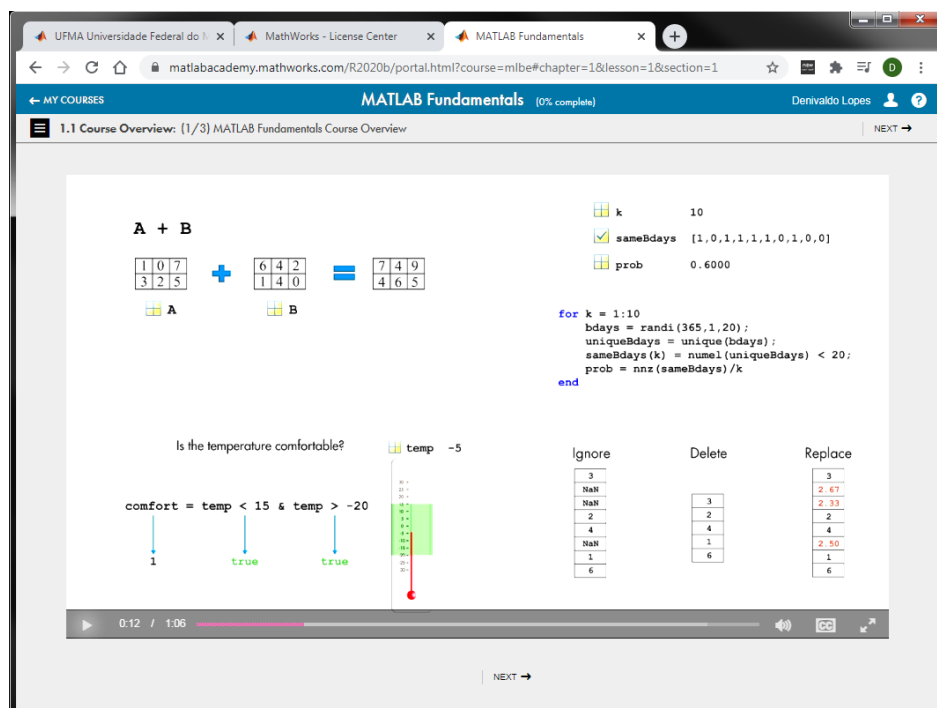 UFMA Universidade Federal do
MathWorks - License Center
MATLAB Fundamentals
matlabacademy.mathworks.com/R2020b/portal.html?course=mlbe#chapter=1&lesson=1&section=1
D
← MY COURSES
MATLAB Fundamentals (0% complete)
Denivaldo Lopes
1.1 Course Overview: (1/3) MATLAB Fundamentals Course Overview
NEXT →
A + B
1 0 7
3 2 5
+
6 4 2
1 4 0
=
7 4 9
4 6 5
A
B
k 10
sameBdays [1,0,1,1,1,1,0,1,0,0]
prob 0.6000
for k = 1:10
bdays = randi(365,1,20);
uniqueBdays = unique(bdays);
sameBdays(k) = numel(uniqueBdays) < 20;
prob = nnz(sameBdays)/k
end
Is the temperature comfortable?
temp -5
comfort = temp < 15 & temp > -20
1 true true
Ignore
3
NaN
NaN
2
4
NaN
1
6
Delete
3
2
4
1
6
Replace
3
2.67
2.33
2
4
2.50
1
6
0:12 / 1:06
CC
NEXT →